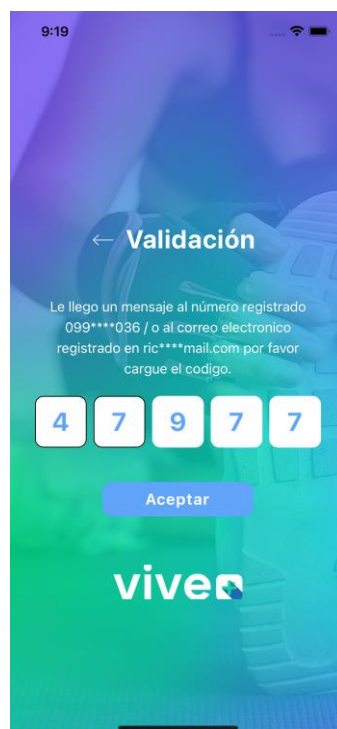 9:19
← Validación
Le llego un mensaje al número registrado
099****036 / o al correo electronico
registrado en ric****mail.com por favor
cargue el codigo.
4 7 9 7 7
Aceptar
vive+